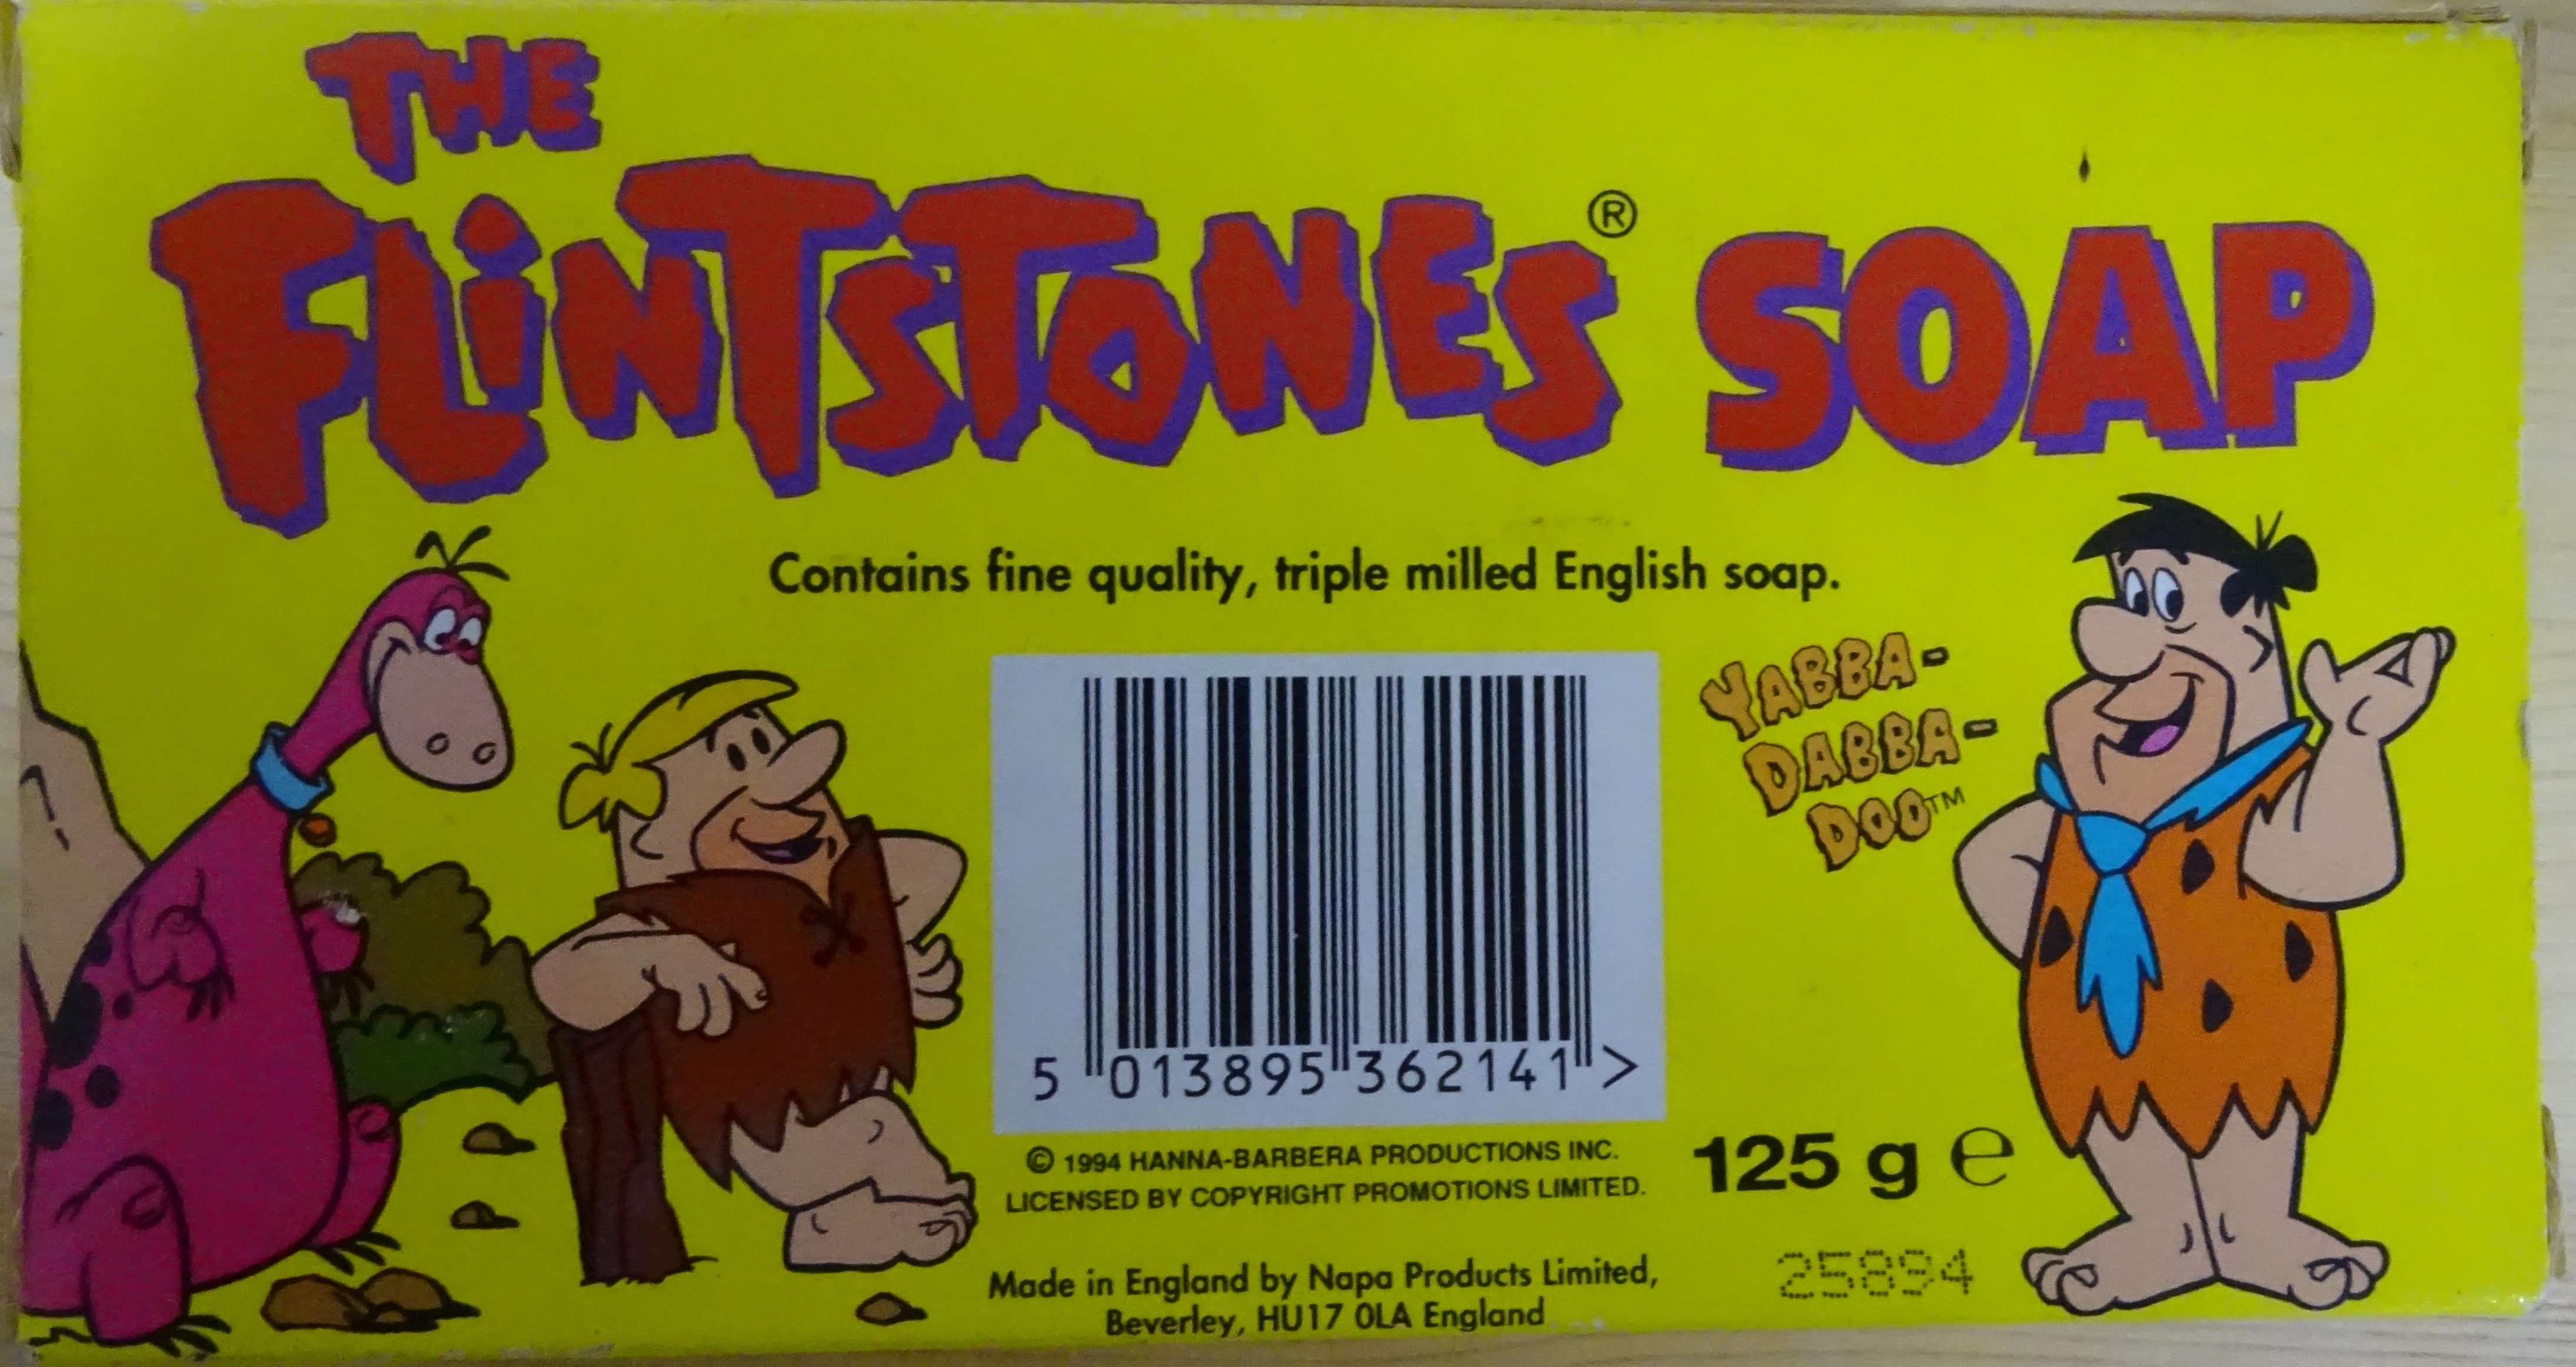 THE
FLiNTSTONES® SOAP
Contains fine quality, triple milled English soap.
YABBA-
DABBA-
DOO™
5 013895 362141 >
© 1994 HANNA-BARBERA PRODUCTIONS INC.
LICENSED BY COPYRIGHT PROMOTIONS LIMITED.
125 g ℮
Made in England by Napa Products Limited,
Beverley, HU17 0LA England
25894